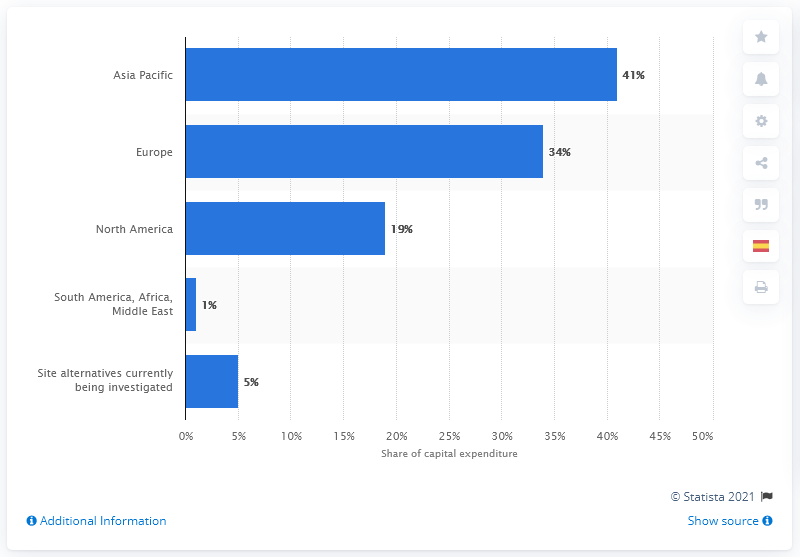 Asia Pacific
41%
Europe
34%
North America
19%
South America, Africa,
Middle East
1%
Site alternatives currently
being investigated
5%
0% 5% 10% 15% 20% 25% 30% 35% 40% 45% 50%
Share of capital expenditure
© Statista 2021
Additional Information
Show source